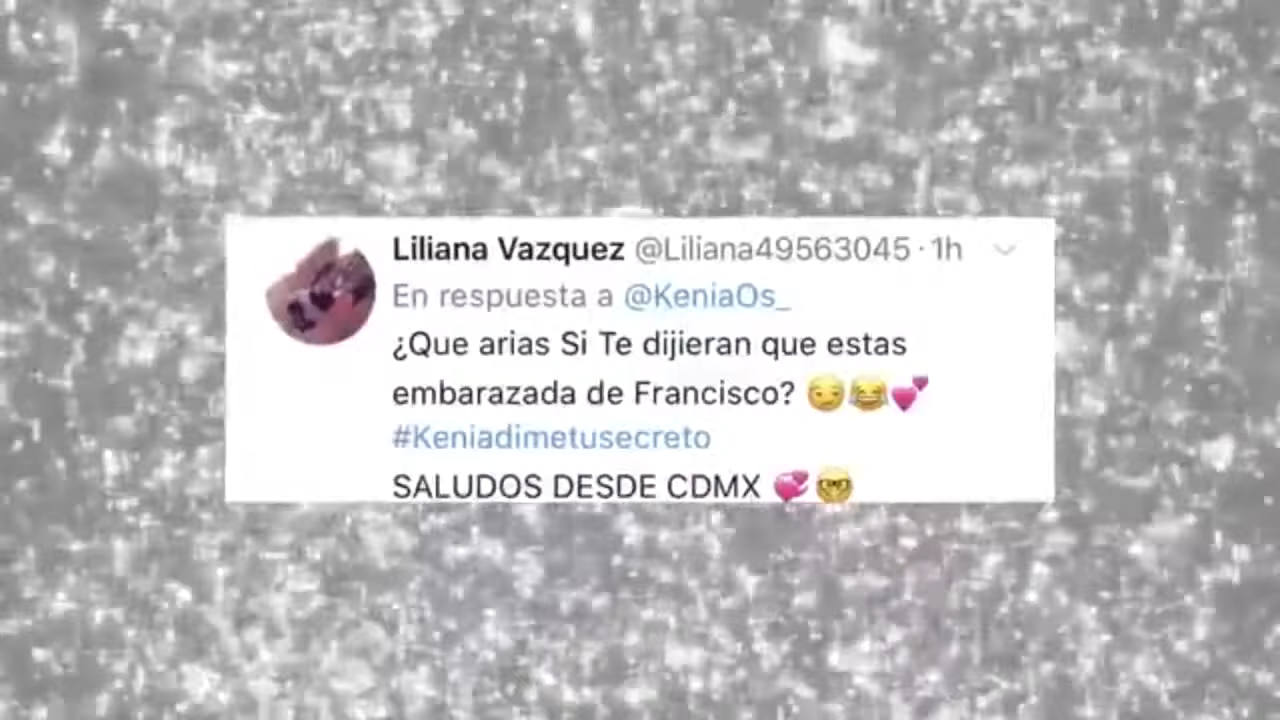 Liliana Vazquez @Liliana49563045 · 1h
En respuesta a @KeniaOs_
¿Que arias Si Te dijieran que estas
embarazada de Francisco? 😏😂💕
#Keniadimetusecreto
SALUDOS DESDE CDMX 💞🤓